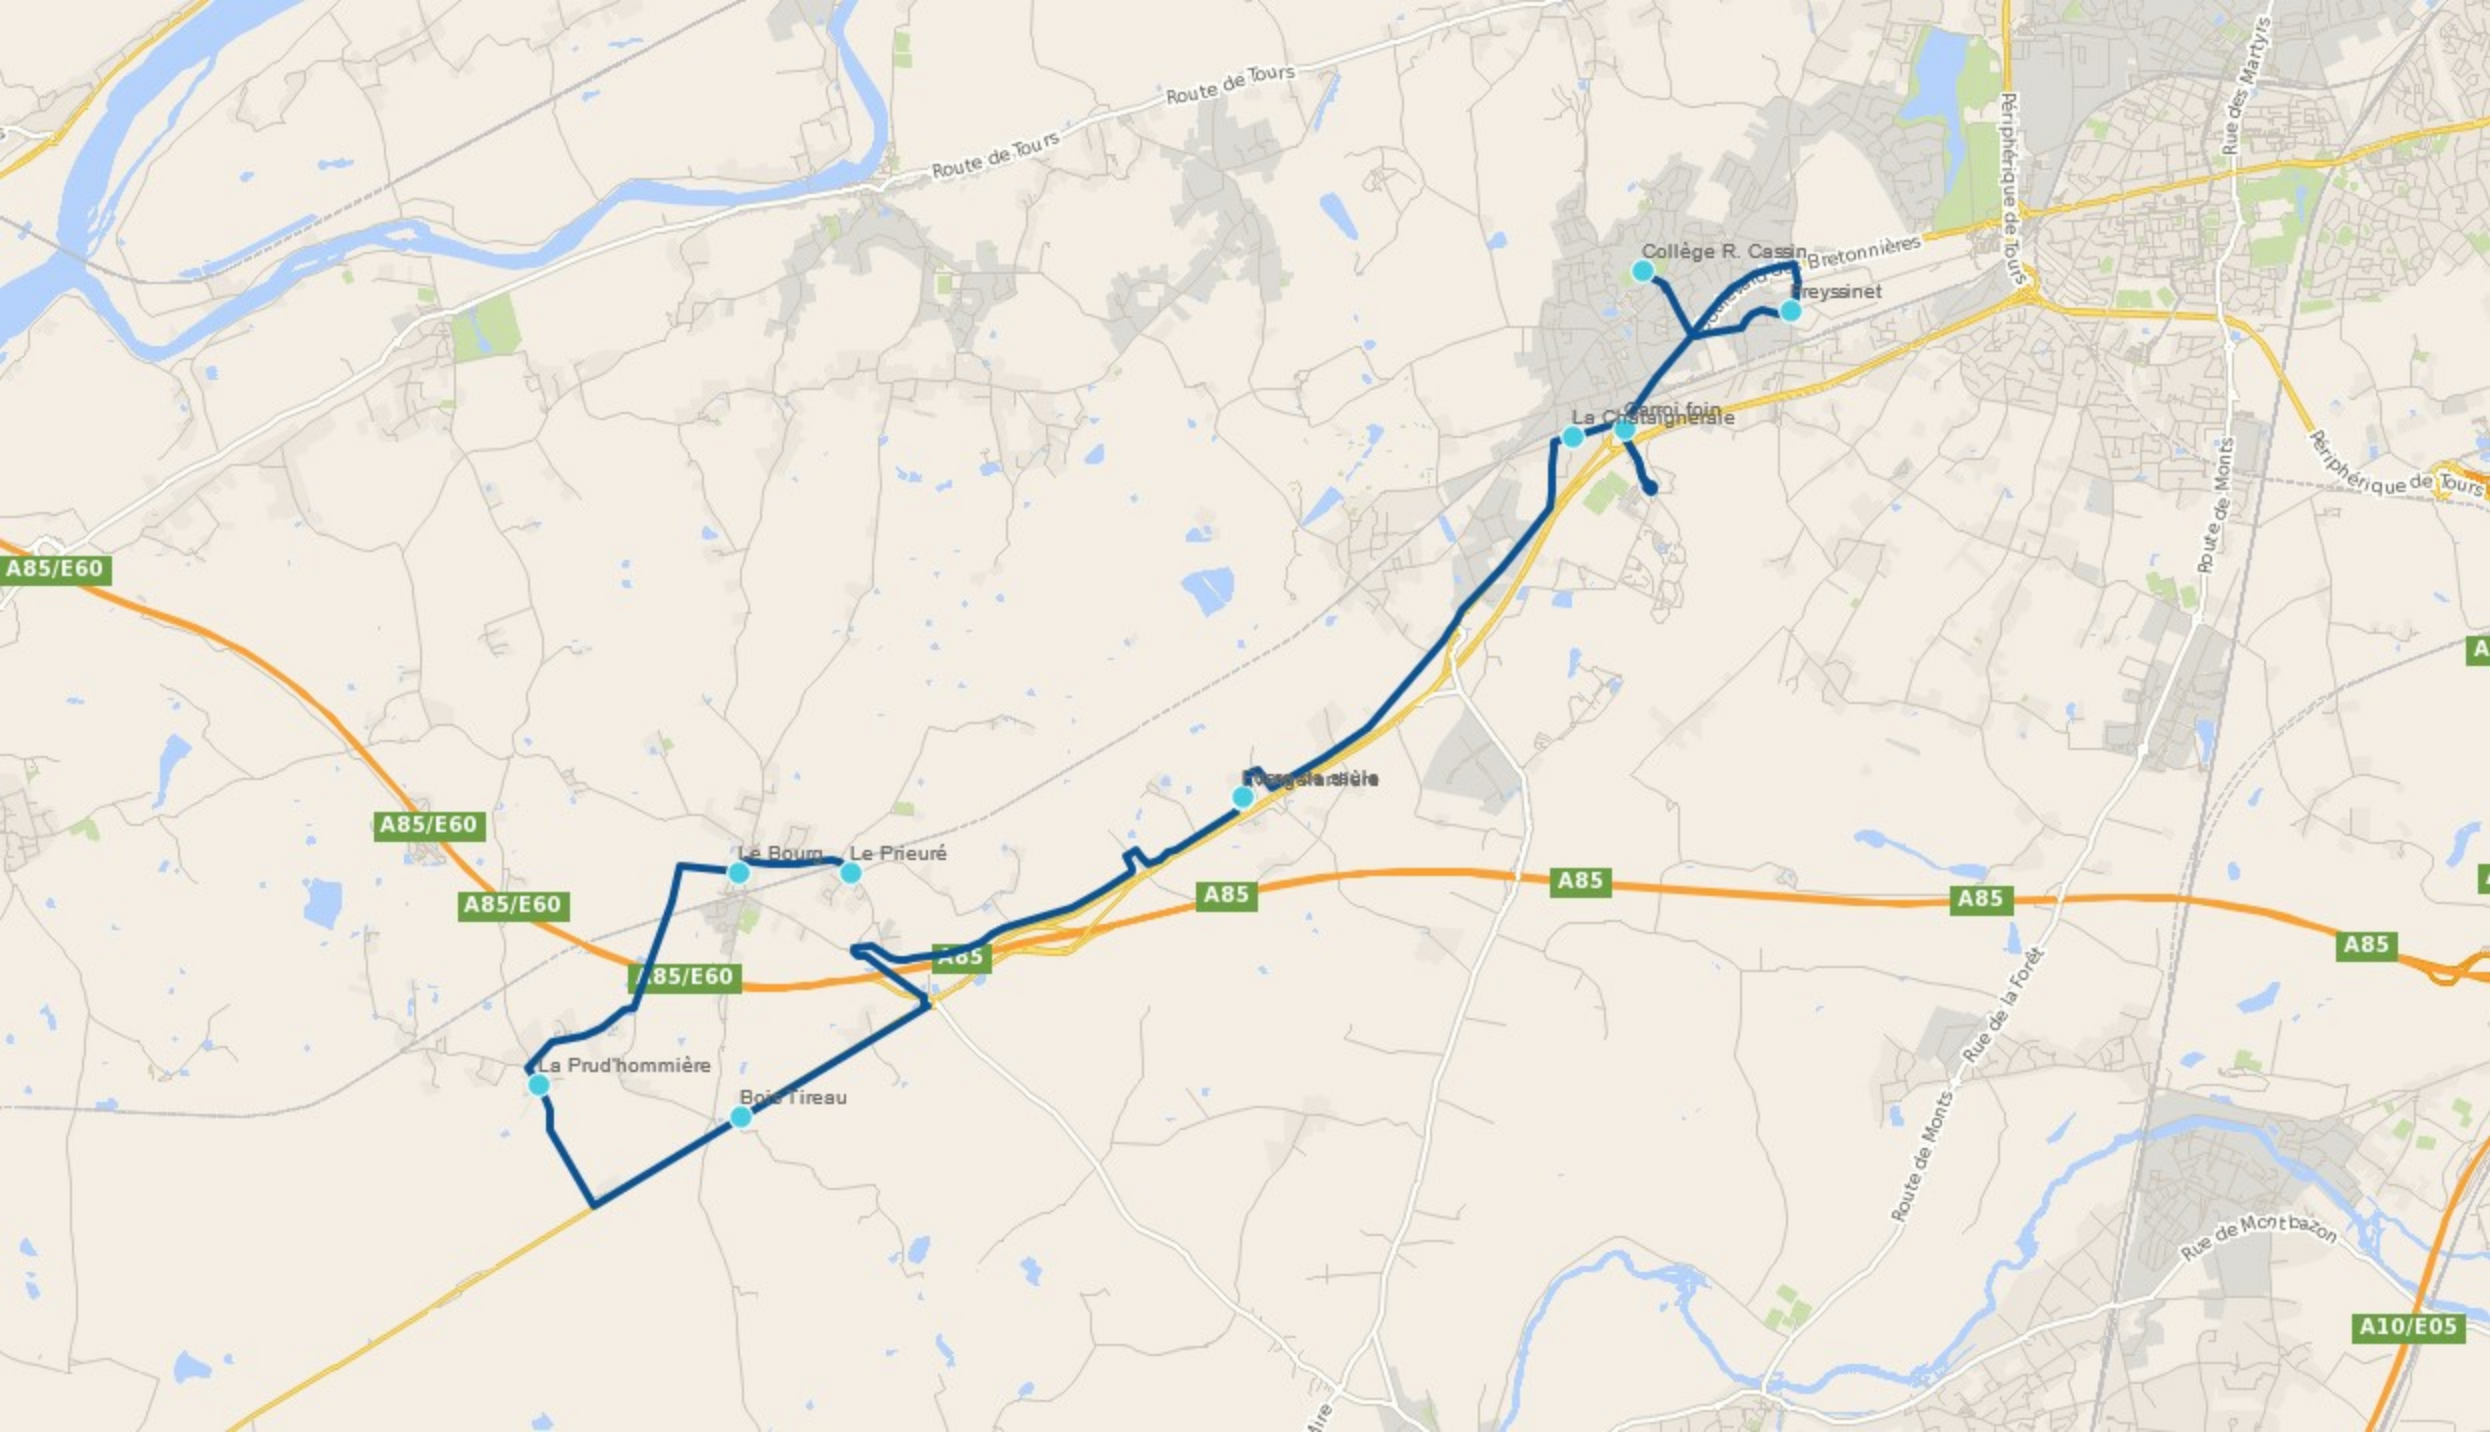 Rue des Martyrs
Route de Tours
Route de Tours
Périphérique de Tours
Collège R. Cassin
Bretonnières
Freyssinet
Carroi foin
La Chataigneraie
Route de Monts
Périphérique de Tours
A85/E60
A85/E60
Le Bourg
Le Prieuré
A85
A85
A85
A85/E60
A85
A85
A85/E60
Rue de la Forêt
La Prud'hommière
Bois Tireau
Route de Monts
Rue de Montbazon
A10/E05